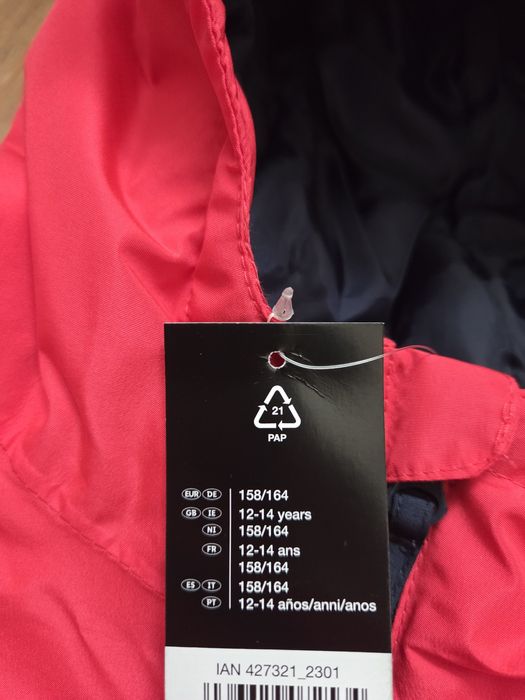 21
PAP
EUR DE 158/164
GB IE 12-14 years
NI 158/164
FR 12-14 ans
158/164
ES IT 158/164
PT 12-14 años/anni/anos
IAN 427321_2301